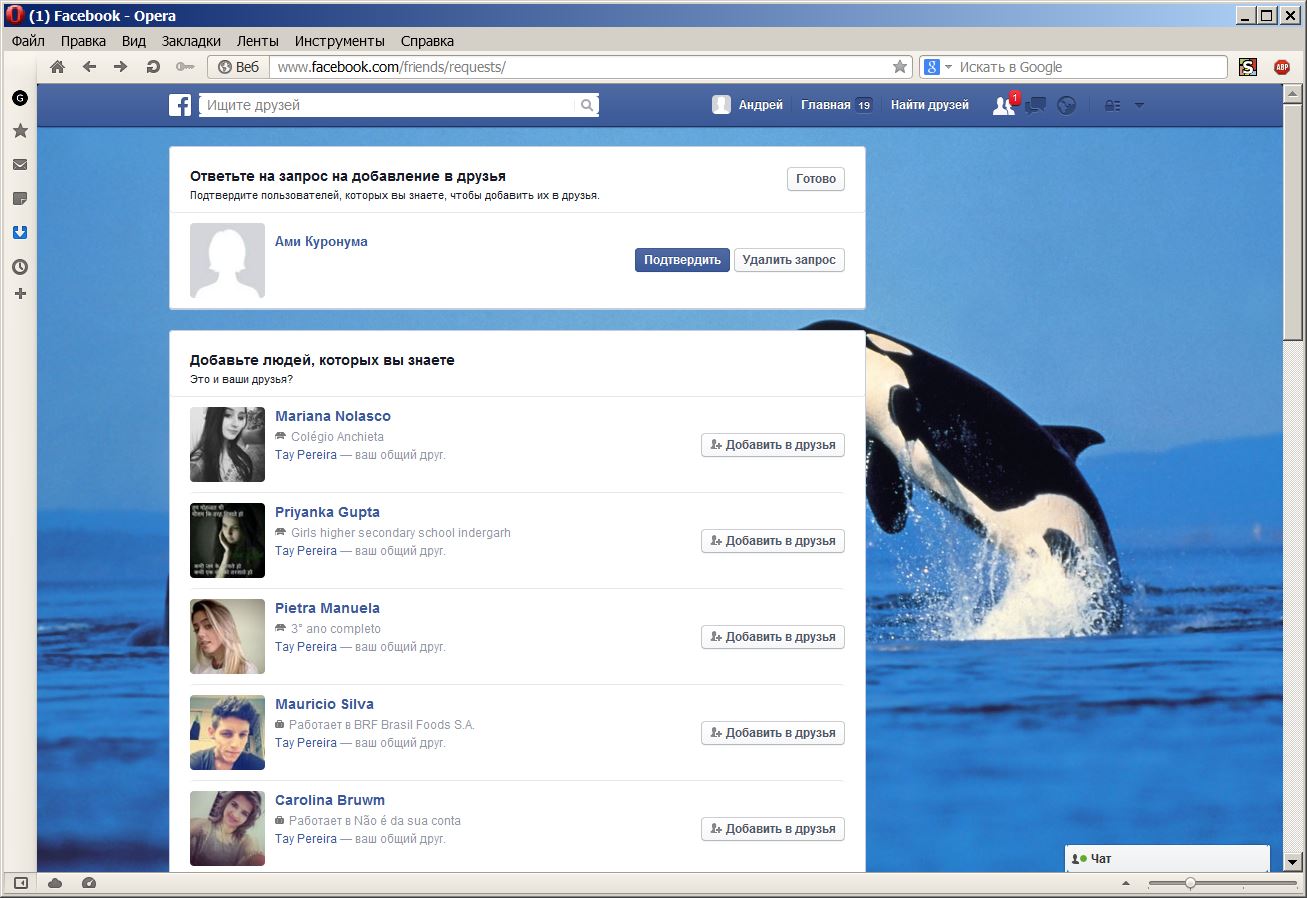 (1) Facebook - Opera
Файл Правка Вид Закладки Ленты Инструменты Справка
Веб www.facebook.com/friends/requests/ Искать в Google
Ищите друзей Андрей Главная 19 Найти друзей 1
Ответьте на запрос на добавление в друзья Готово
Подтвердите пользователей, которых вы знаете, чтобы добавить их в друзья.
Ами Куронума
Подтвердить Удалить запрос
Добавьте людей, которых вы знаете
Это и ваши друзья?
Mariana Nolasco
Colégio Anchieta
Tay Pereira — ваш общий друг.
Добавить в друзья
Priyanka Gupta
Girls higher secondary school indergarh
Tay Pereira — ваш общий друг.
Добавить в друзья
Pietra Manuela
3° ano completo
Tay Pereira — ваш общий друг.
Добавить в друзья
Mauricio Silva
Работает в BRF Brasil Foods S.A.
Tay Pereira — ваш общий друг.
Добавить в друзья
Carolina Bruwm
Работает в Não é da sua conta
Tay Pereira — ваш общий друг.
Добавить в друзья
Чат